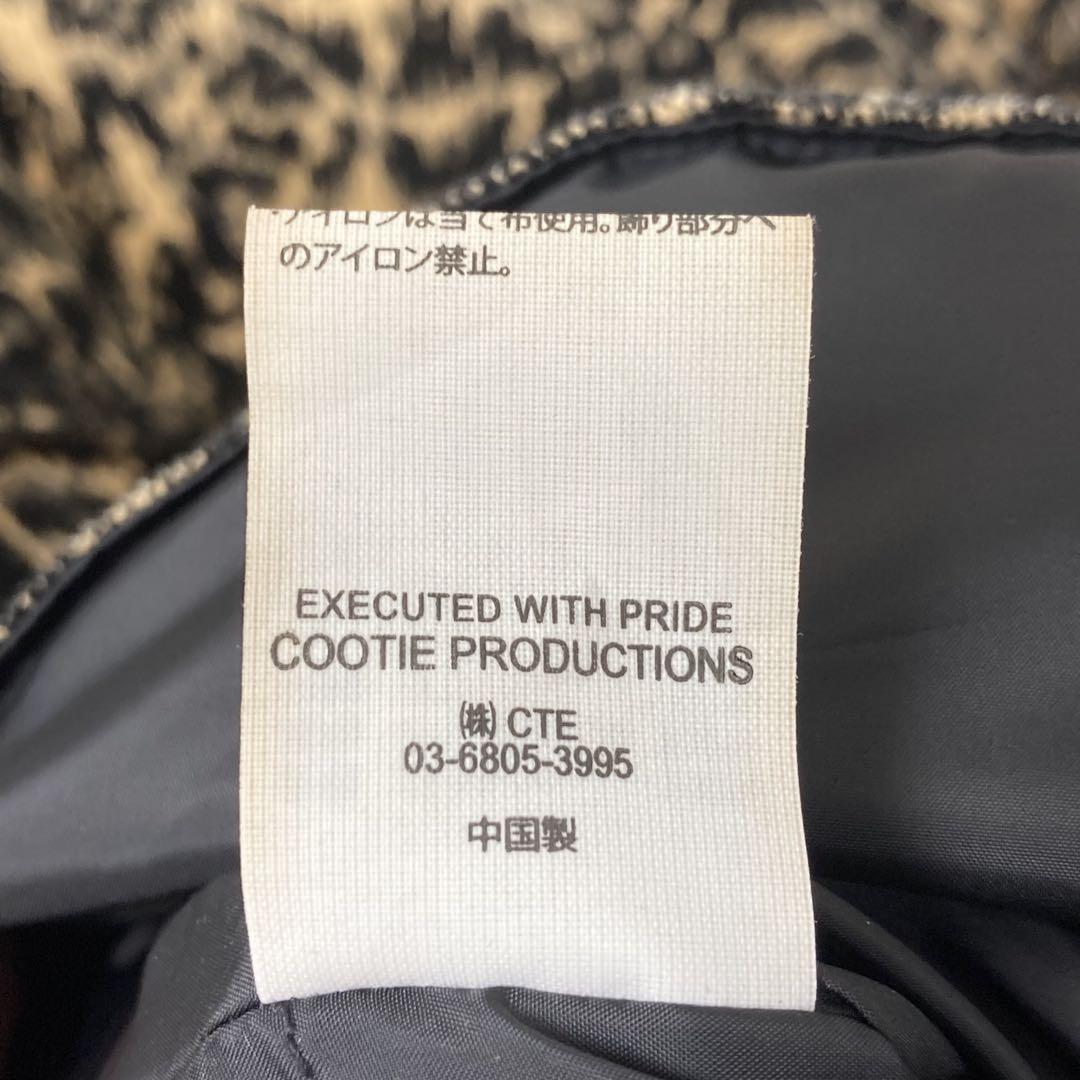 アイロンは当て布使用。飾り部分へ
のアイロン禁止。
EXECUTED WITH PRIDE
COOTIE PRODUCTIONS
㈱ CTE
03-6805-3995
中国製